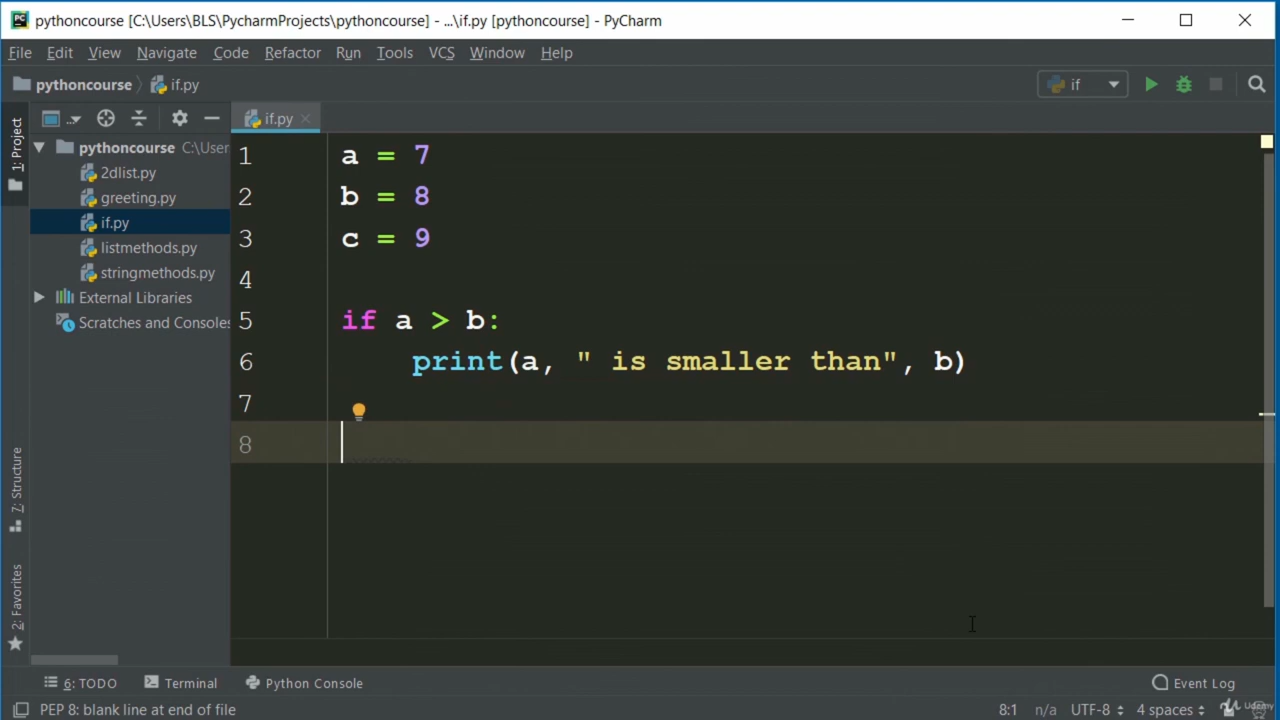 pythoncourse [C:\Users\BLS\PycharmProjects\pythoncourse] - ...\if.py [pythoncourse] - PyCharm
File Edit View Navigate Code Refactor Run Tools VCS Window Help
pythoncourse if.py if
1: Project
...
if.py
pythoncourse C:\User
2dlist.py
greeting.py
if.py
listmethods.py
stringmethods.py
External Libraries
Scratches and Consoles
1 a = 7
2 b = 8
3 c = 9
4
5 if a > b:
6 print(a, " is smaller than", b)
7
8
7: Structure
2: Favorites
6: TODO Terminal Python Console Event Log
PEP 8: blank line at end of file 8:1 n/a UTF-8 4 spaces
Udemy